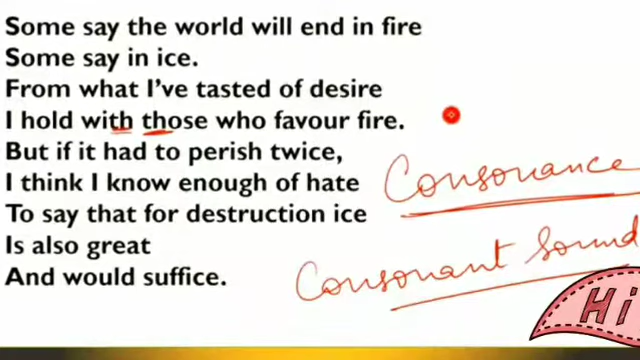 Some say the world will end in fire
Some say in ice.
From what I've tasted of desire
I hold with those who favour fire.
But if it had to perish twice,
I think I know enough of hate
To say that for destruction ice
Is also great
And would suffice.
Consonance
Consonant Sound
Hi